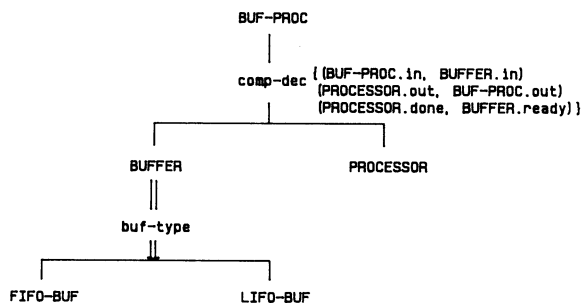 BUF-PROC
comp-dec {(BUF-PROC.in, BUFFER.in)
(PROCESSOR.out, BUF-PROC.out)
(PROCESSOR.done, BUFFER.ready)}
BUFFER PROCESSOR
buf-type
FIFO-BUF LIFO-BUF